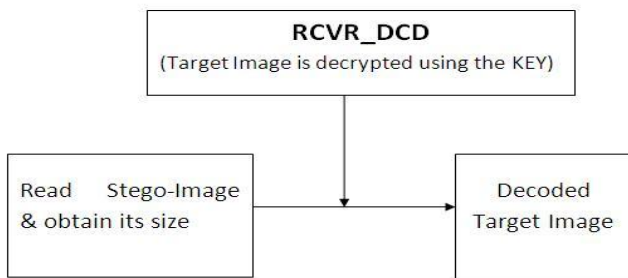 RCVR_DCD
(Target Image is decrypted using the KEY)
Read Stego-Image
& obtain its size
Decoded
Target Image